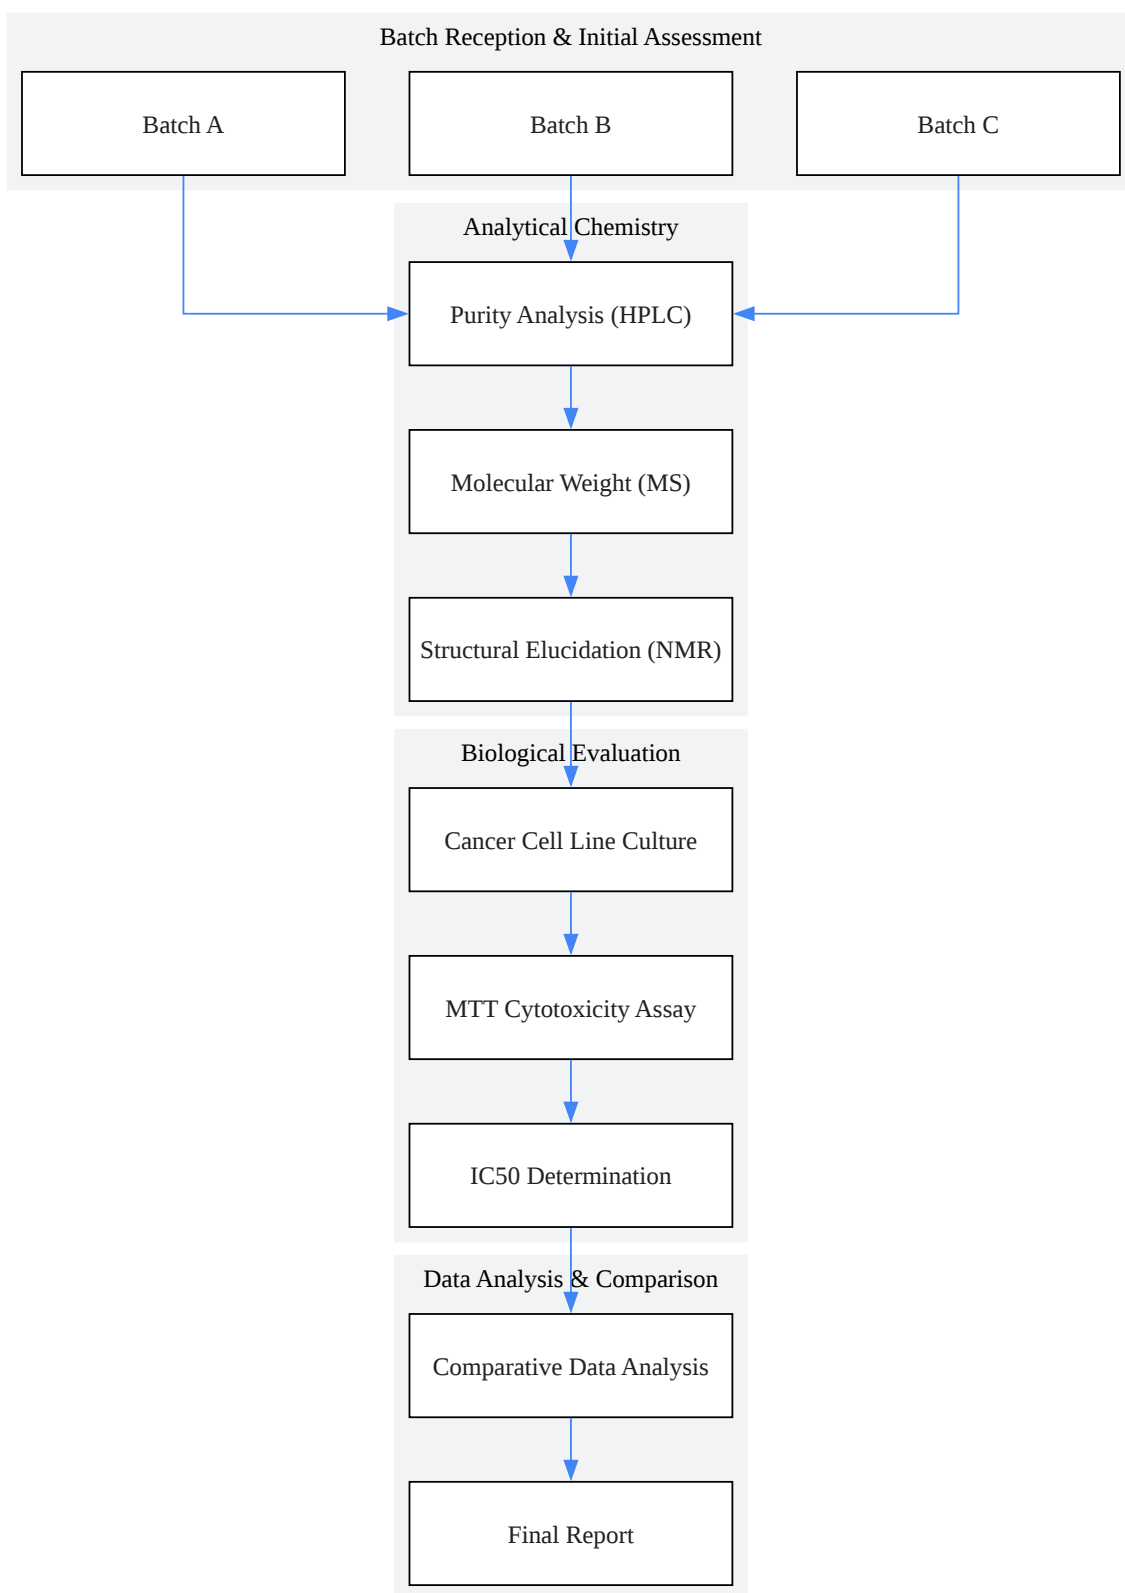 Batch Reception & Initial Assessment
Batch A
Batch B
Batch C
Analytical Chemistry
Purity Analysis (HPLC)
Molecular Weight (MS)
Structural Elucidation (NMR)
Biological Evaluation
Cancer Cell Line Culture
MTT Cytotoxicity Assay
IC50 Determination
Data Analysis & Comparison
Comparative Data Analysis
Final Report